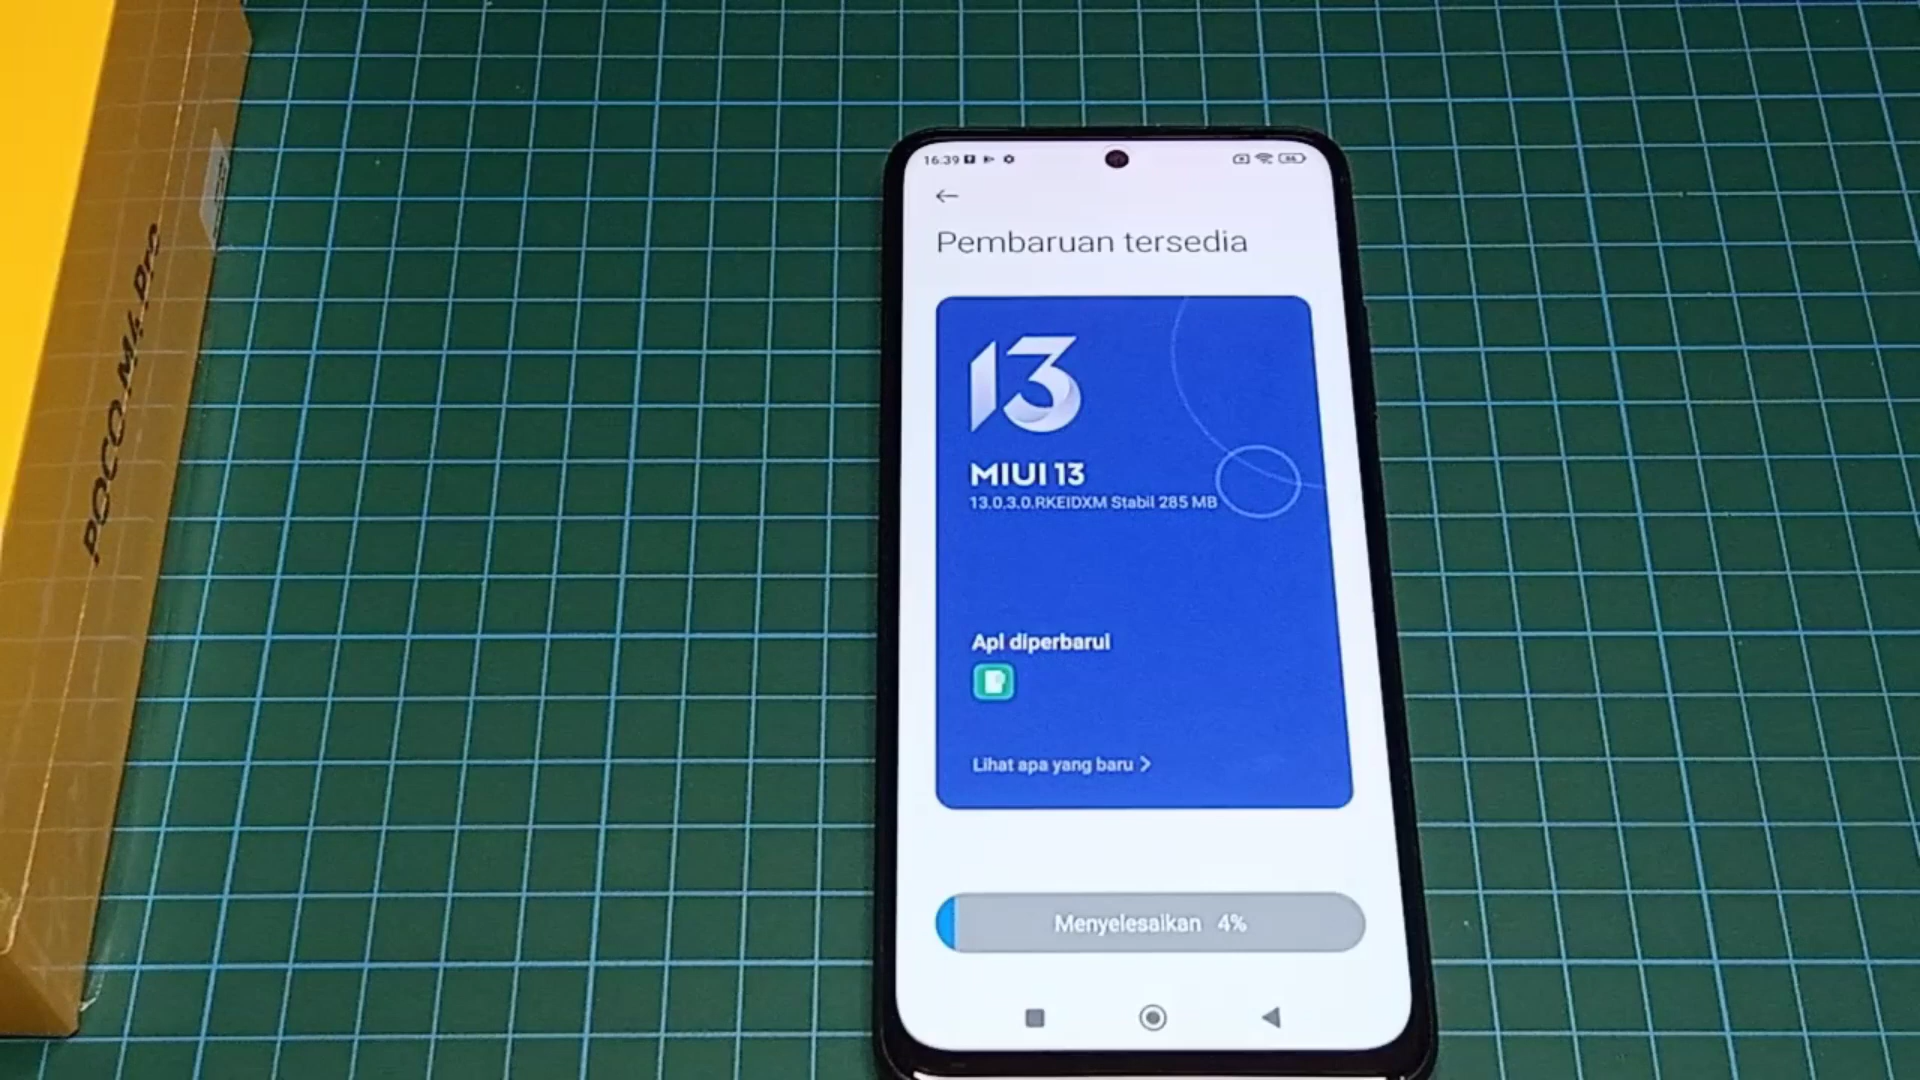 POCO M4 Pro
16:39
Pembaruan tersedia
13
MIUI 13
13.0.3.0.RKEIDXM Stabil 285 MB
Apl diperbarui
Lihat apa yang baru >
Menyelesaikan 4%